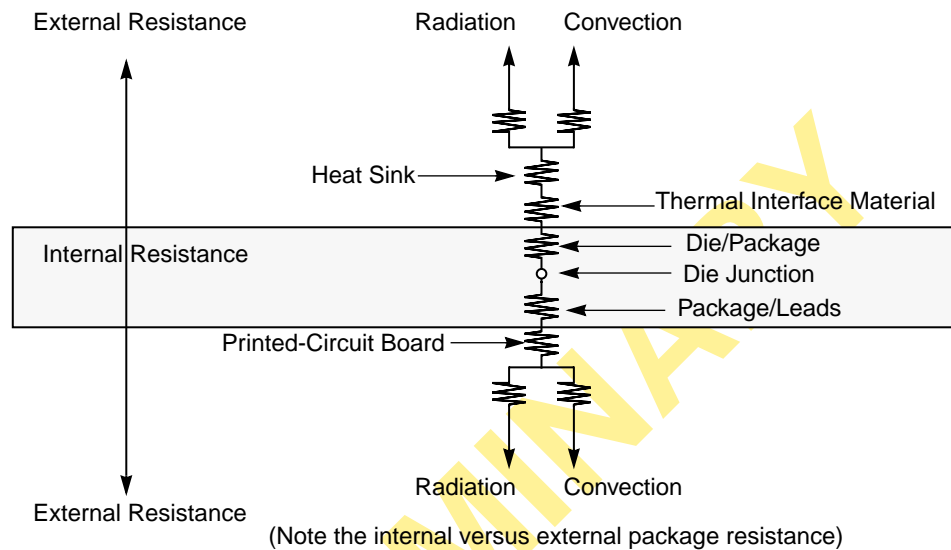 External Resistance
Radiation Convection
Heat Sink
Thermal Interface Material
Internal Resistance
Die/Package
Die Junction
Package/Leads
Printed-Circuit Board
Radiation Convection
External Resistance
(Note the internal versus external package resistance)
MINARY